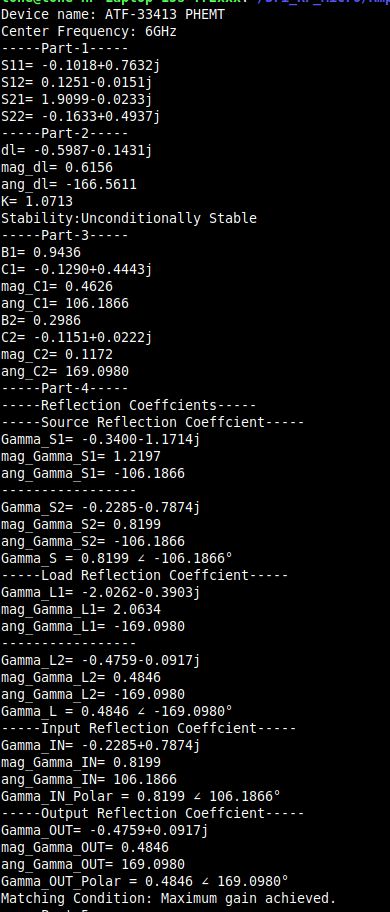 Device name: ATF-33413 PHEMT
Center Frequency: 6GHz
-----Part-1-----
S11= -0.1018+0.7632j
S12= 0.1251-0.0151j
S21= 1.9099-0.0233j
S22= -0.1633+0.4937j
-----Part-2-----
dl= -0.5987-0.1431j
mag_dl= 0.6156
ang_dl= -166.5611
K= 1.0713
Stability:Unconditionally Stable
-----Part-3-----
B1= 0.9436
C1= -0.1290+0.4443j
mag_C1= 0.4626
ang_C1= 106.1866
B2= 0.2986
C2= -0.1151+0.0222j
mag_C2= 0.1172
ang_C2= 169.0980
-----Part-4-----
-----Reflection Coeffcients-----
-----Source Reflection Coeffcient-----
Gamma_S1= -0.3400-1.1714j
mag_Gamma_S1= 1.2197
ang_Gamma_S1= -106.1866
-----------------
Gamma_S2= -0.2285-0.7874j
mag_Gamma_S2= 0.8199
ang_Gamma_S2= -106.1866
Gamma_S = 0.8199 ∠ -106.1866°
-----Load Reflection Coeffcient-----
Gamma_L1= -2.0262-0.3903j
mag_Gamma_L1= 2.0634
ang_Gamma_L1= -169.0980
-----------------
Gamma_L2= -0.4759-0.0917j
mag_Gamma_L2= 0.4846
ang_Gamma_L2= -169.0980
Gamma_L = 0.4846 ∠ -169.0980°
-----Input Reflection Coeffcient-----
Gamma_IN= -0.2285+0.7874j
mag_Gamma_IN= 0.8199
ang_Gamma_IN= 106.1866
Gamma_IN_Polar = 0.8199 ∠ 106.1866°
-----Output Reflection Coeffcient-----
Gamma_OUT= -0.4759+0.0917j
mag_Gamma_OUT= 0.4846
ang_Gamma_OUT= 169.0980
Gamma_OUT_Polar = 0.4846 ∠ 169.0980°
Matching Condition: Maximum gain achieved.